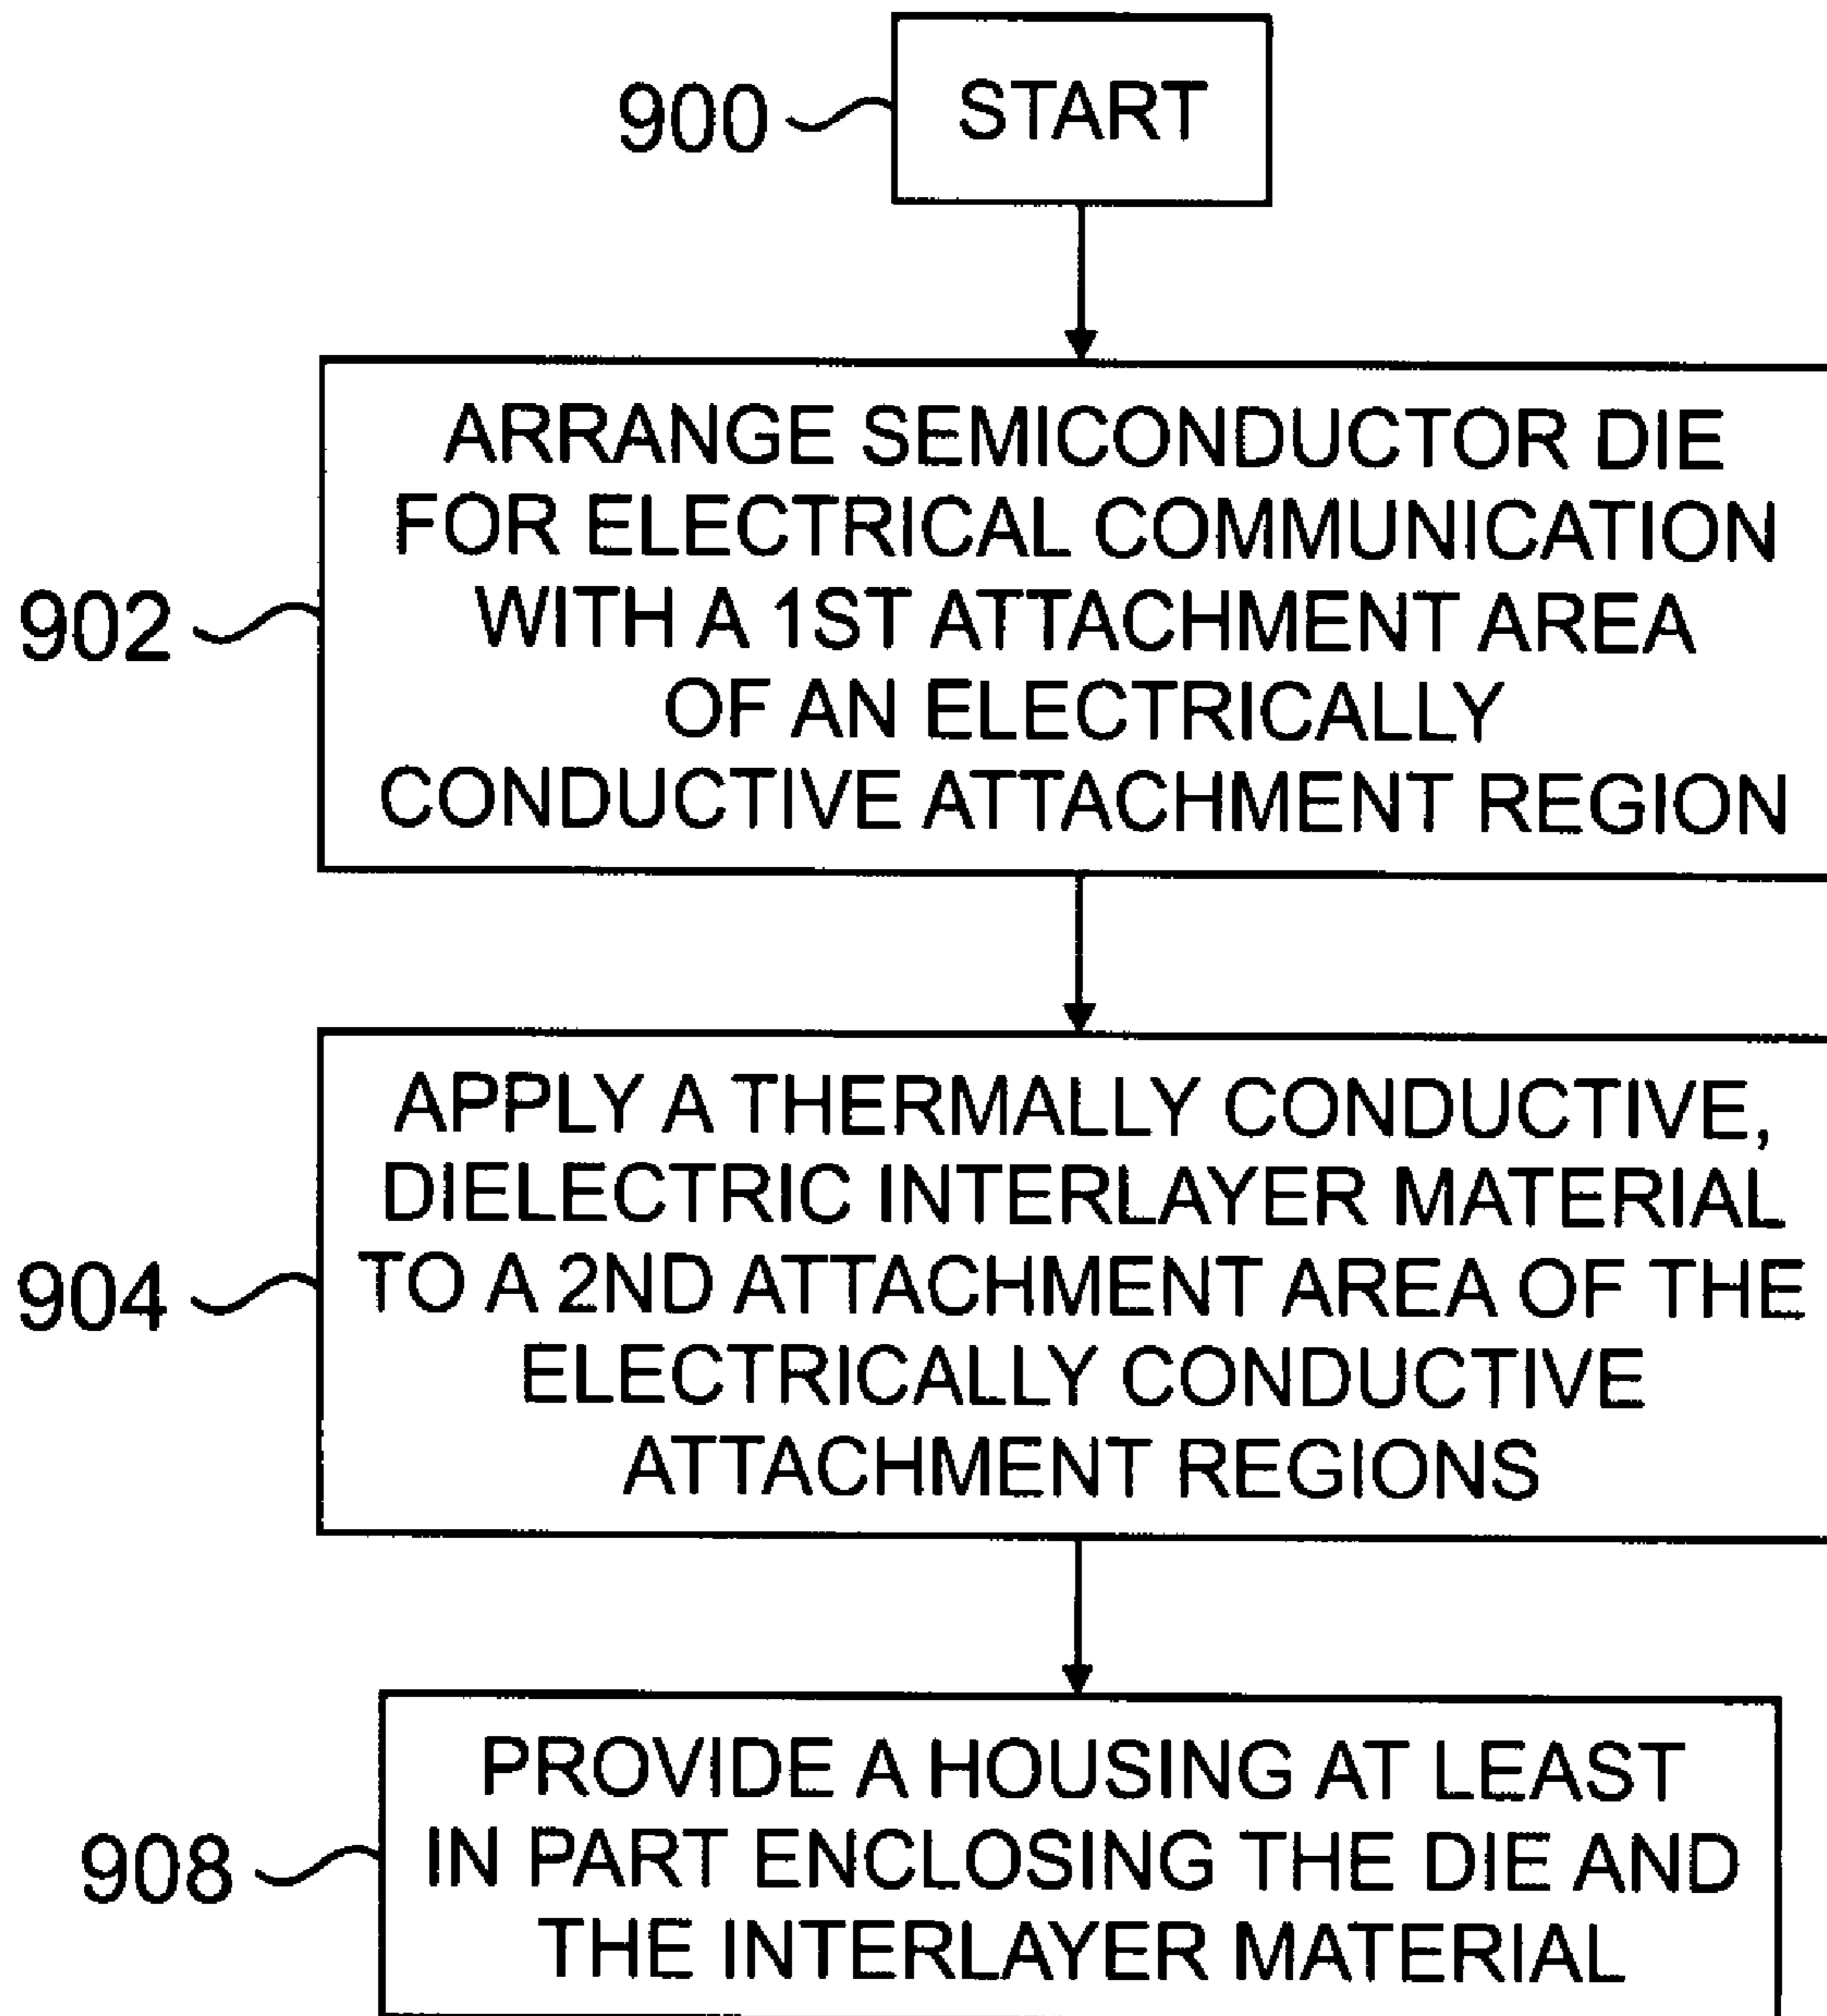 900
START
902
ARRANGE SEMICONDUCTOR DIE
FOR ELECTRICAL COMMUNICATION
WITH A 1ST ATTACHMENT AREA
OF AN ELECTRICALLY
CONDUCTIVE ATTACHMENT REGION
904
APPLY A THERMALLY CONDUCTIVE,
DIELECTRIC INTERLAYER MATERIAL
TO A 2ND ATTACHMENT AREA OF THE
ELECTRICALLY CONDUCTIVE
ATTACHMENT REGIONS
908
PROVIDE A HOUSING AT LEAST
IN PART ENCLOSING THE DIE AND
THE INTERLAYER MATERIAL